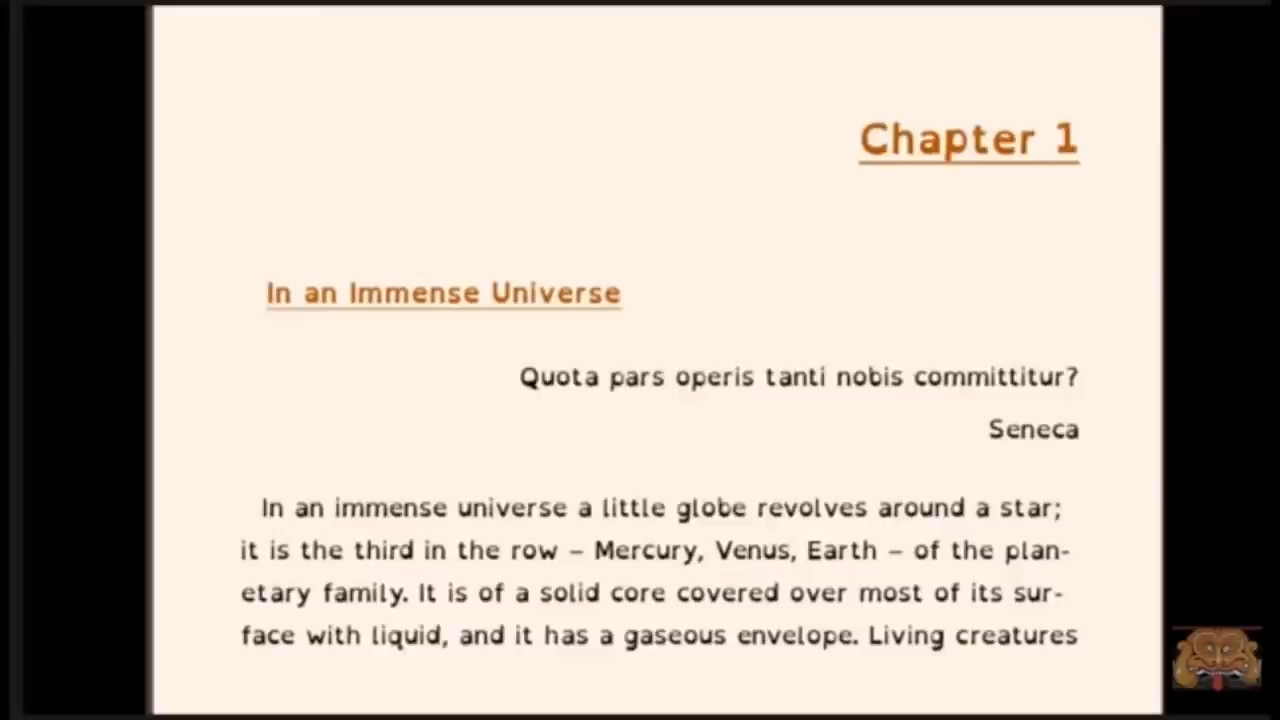 Chapter 1
In an Immense Universe
Quota pars operis tanti nobis committitur?
Seneca
In an immense universe a little globe revolves around a star;
it is the third in the row – Mercury, Venus, Earth – of the plan-
etary family. It is of a solid core covered over most of its sur-
face with liquid, and it has a gaseous envelope. Living creatures